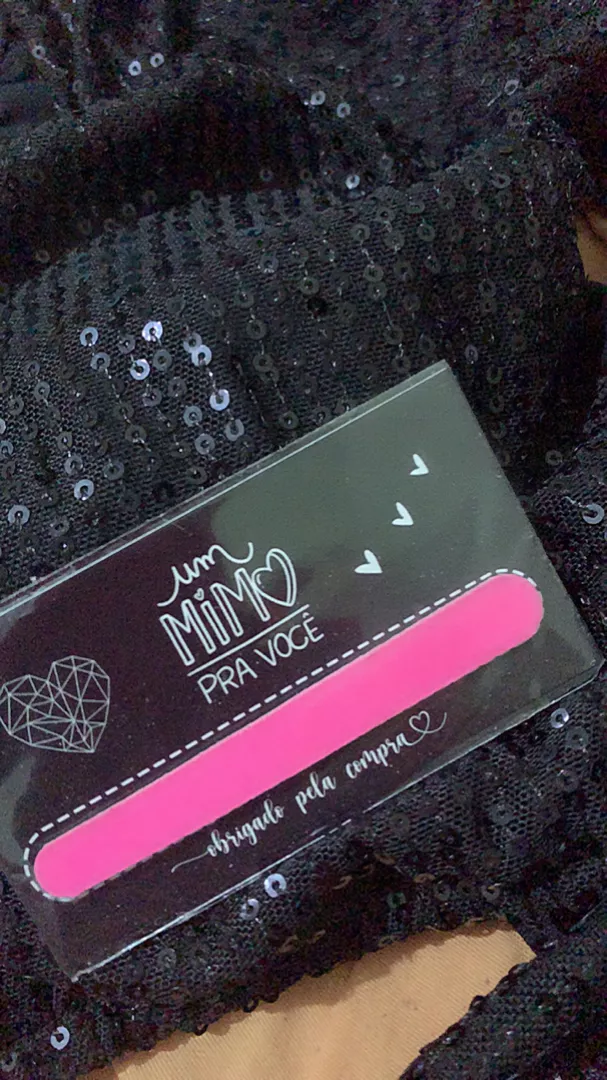 um
MiMO
PRA VOCÊ
obrigado pela compra